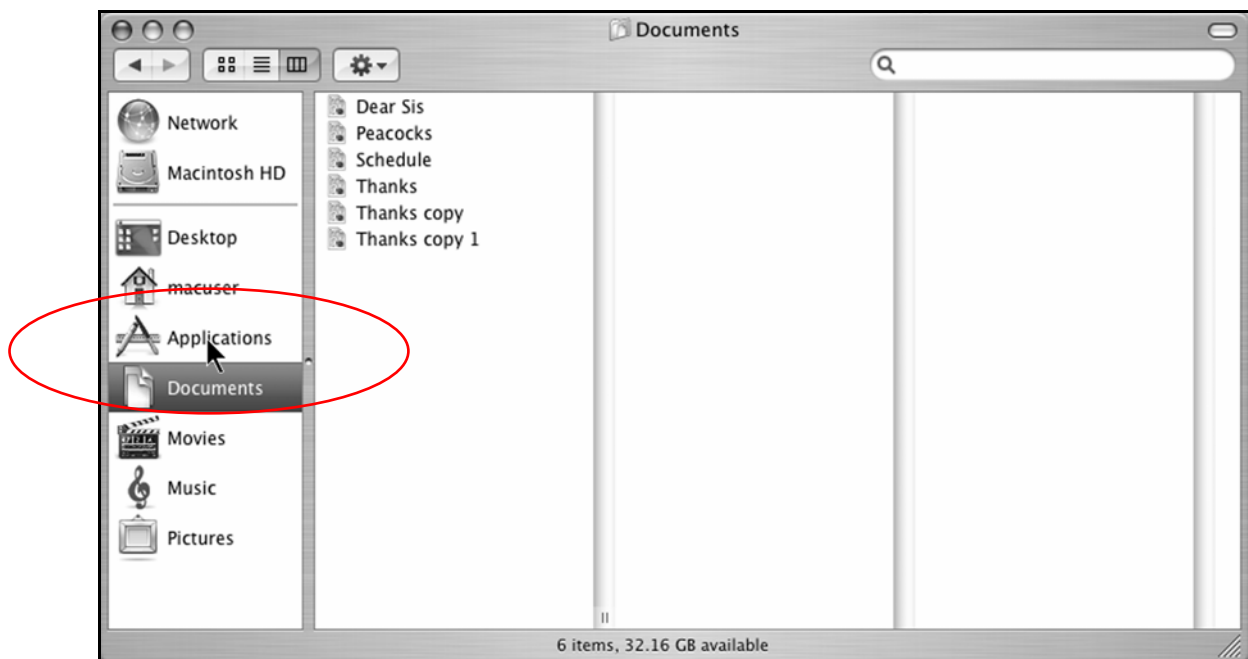 Documents
Network
Macintosh HD
Desktop
macuser
Applications
Documents
Movies
Music
Pictures
Dear Sis
Peacocks
Schedule
Thanks
Thanks copy
Thanks copy 1
6 items, 32.16 GB available